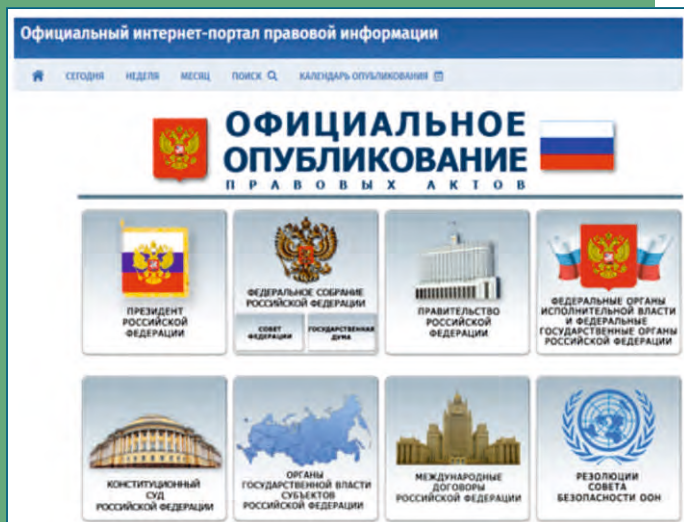 Официальный интернет-портал правовой информации
СЕГОДНЯ НЕДЕЛЯ МЕСЯЦ ПОИСК КАЛЕНДАРЬ ОПУБЛИКОВАНИЯ
ОФИЦИАЛЬНОЕ
ОПУБЛИКОВАНИЕ
ПРАВОВЫХ АКТОВ
ПРЕЗИДЕНТ
РОССИЙСКОЙ
ФЕДЕРАЦИИ
ФЕДЕРАЛЬНОЕ СОБРАНИЕ
РОССИЙСКОЙ ФЕДЕРАЦИИ
СОВЕТ
ФЕДЕРАЦИИ
ГОСУДАРСТВЕННАЯ
ДУМА
ПРАВИТЕЛЬСТВО
РОССИЙСКОЙ
ФЕДЕРАЦИИ
ФЕДЕРАЛЬНЫЕ ОРГАНЫ
ИСПОЛНИТЕЛЬНОЙ ВЛАСТИ
И ФЕДЕРАЛЬНЫЕ
ГОСУДАРСТВЕННЫЕ ОРГАНЫ
РОССИЙСКОЙ ФЕДЕРАЦИИ
КОНСТИТУЦИОННЫЙ
СУД
РОССИЙСКОЙ ФЕДЕРАЦИИ
ОРГАНЫ
ГОСУДАРСТВЕННОЙ ВЛАСТИ
СУБЪЕКТОВ
РОССИЙСКОЙ ФЕДЕРАЦИИ
МЕЖДУНАРОДНЫЕ
ДОГОВОРЫ
РОССИЙСКОЙ ФЕДЕРАЦИИ
РЕЗОЛЮЦИИ
СОВЕТА
БЕЗОПАСНОСТИ ООН